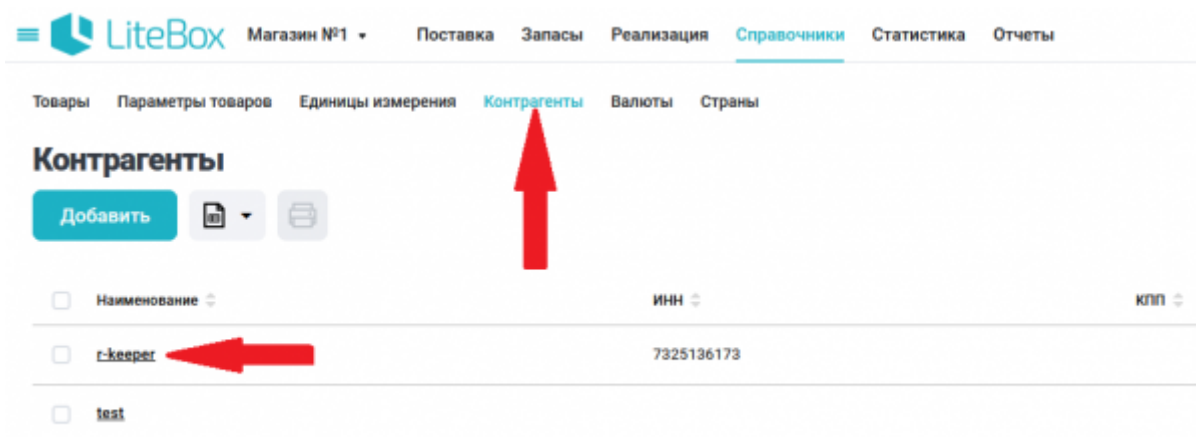 LiteBox Магазин №1 Поставка Запасы Реализация Справочники Статистика Отчеты
Товары Параметры товаров Единицы измерения Контрагенты Валюты Страны
Контрагенты
Добавить
Наименование ИНН КПП
r-keeper 7325136173
test